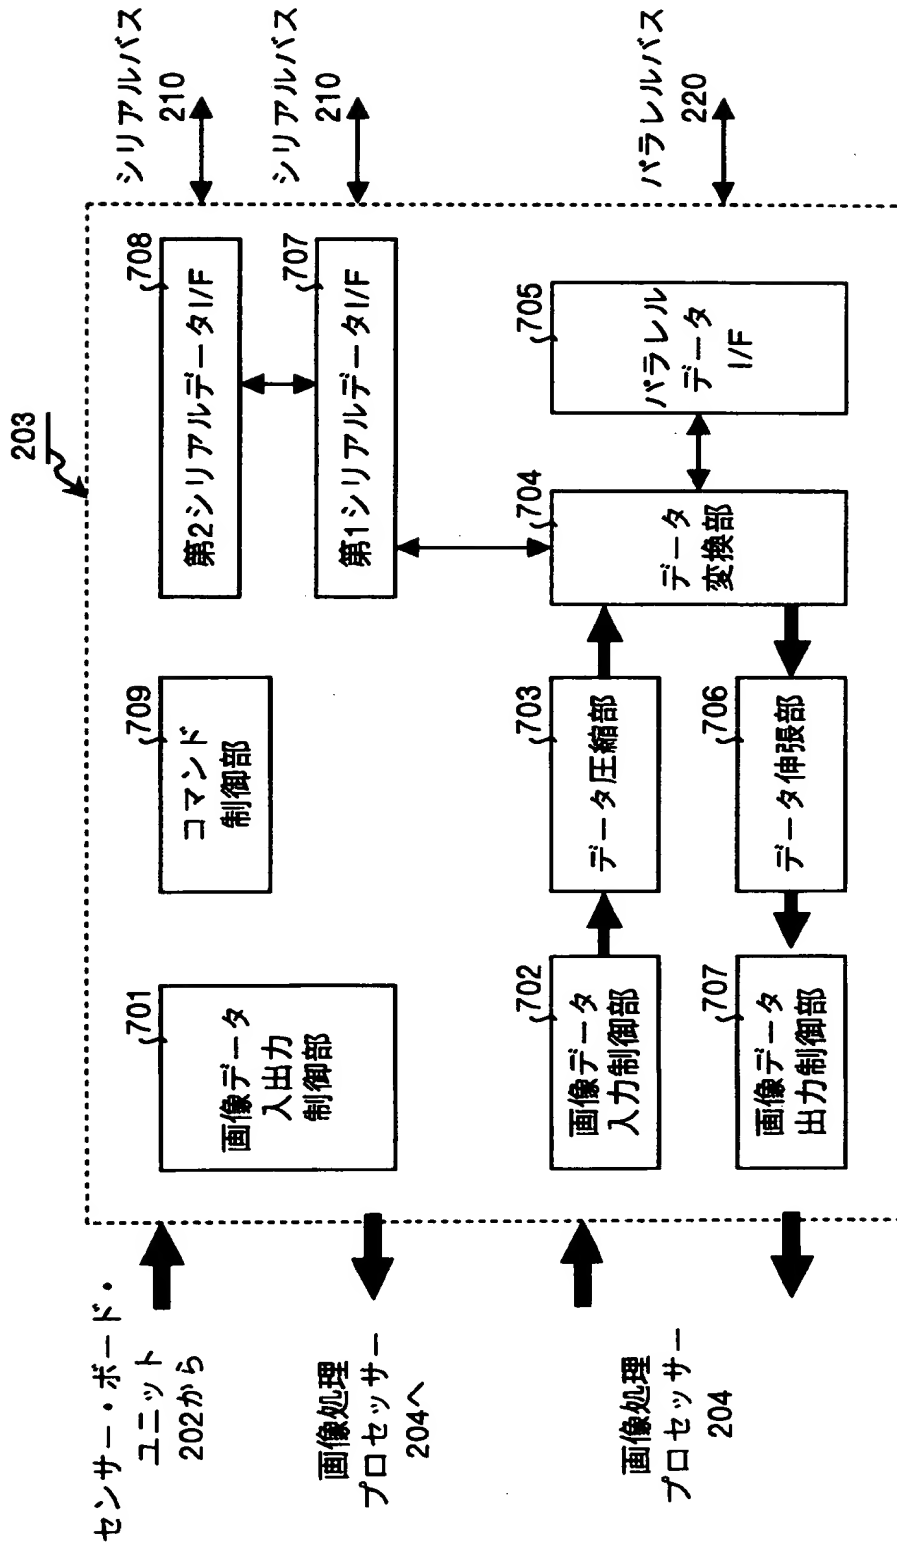 203
センサー・ボード・
ユニット
202から
画像処理
プロセッサー
204へ
画像処理
プロセッサー
204
701
画像データ
入出力
制御部
709
コマンド
制御部
708
第2シリアルデータI/F
707
第1シリアルデータI/F
シリアルバス
210
シリアルバス
210
702
画像データ
入力制御部
703
データ圧縮部
704
データ
変換部
705
パラレル
データ
I/F
パラレルバス
220
707
画像データ
出力制御部
706
データ伸張部